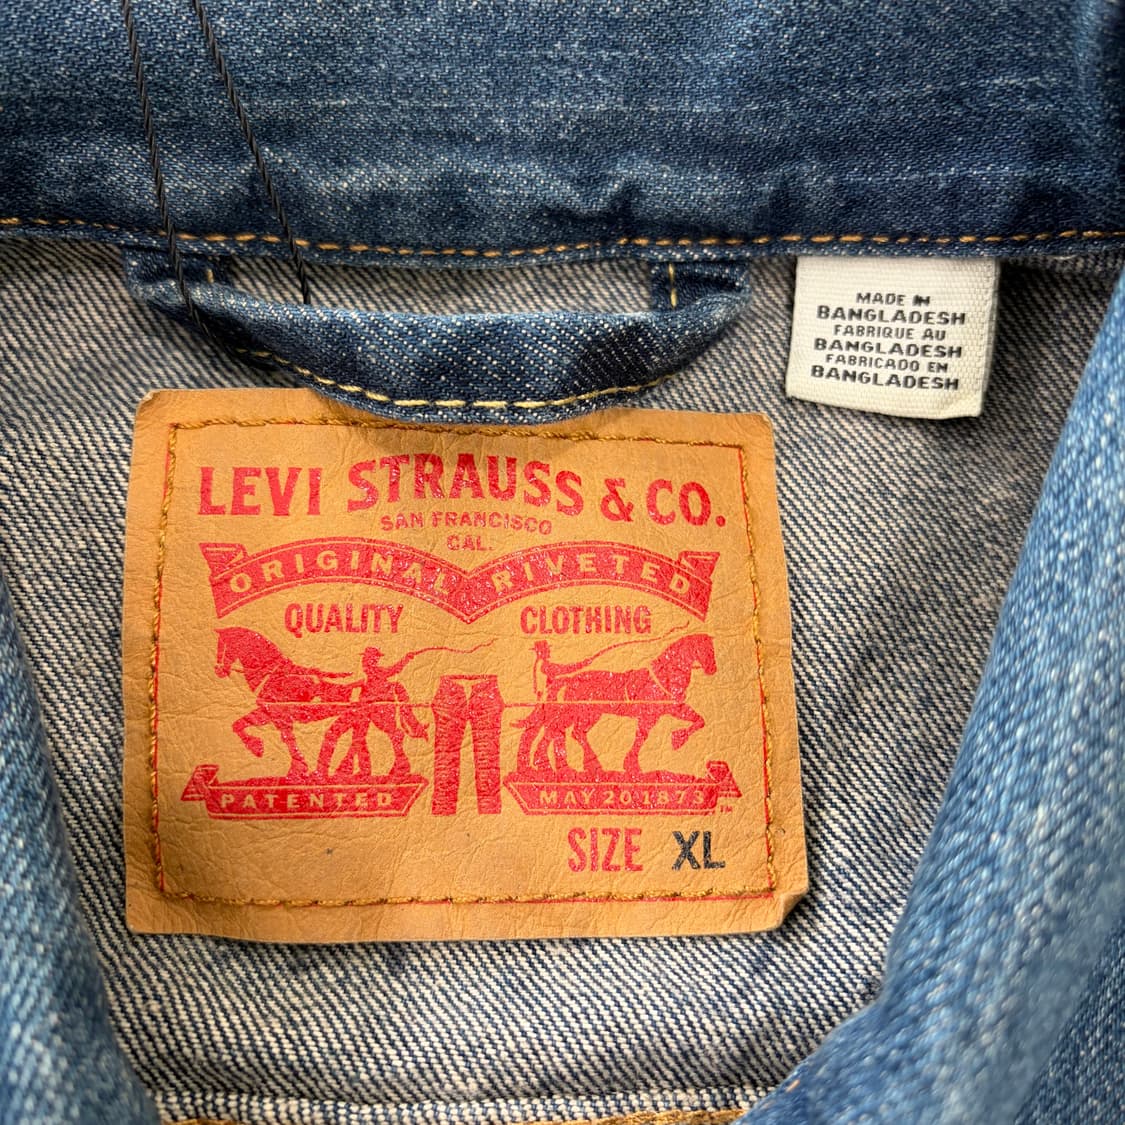 LEVI STRAUSS & CO.
SAN FRANCISCO
CAL.
ORIGINAL RIVETED
QUALITY CLOTHING
PATENTED MAY 20 1873 ™
SIZE XL
MADE IN
BANGLADESH
FABRIQUE AU
BANGLADESH
FABRICADO EN
BANGLADESH